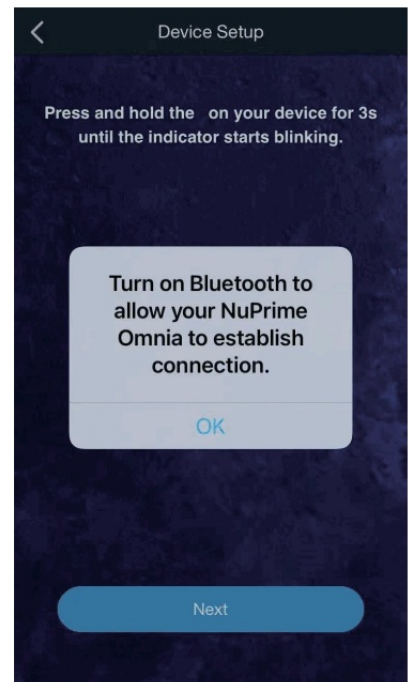 Device Setup
Press and hold the on your device for 3s
until the indicator starts blinking.
Turn on Bluetooth to
allow your NuPrime
Omnia to establish
connection.
OK
Next